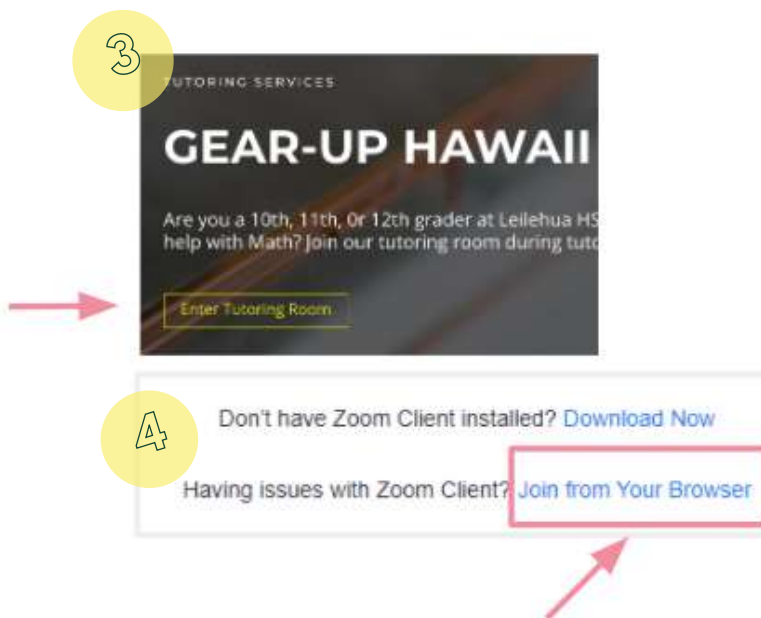 3
TUTORING SERVICES
GEAR-UP HAWAII
Are you a 10th, 11th, 0r 12th grader at Leilehua HS
help with Math? Join our tutoring room during tuto
Enter Tutoring Room
4
Don't have Zoom Client installed? Download Now
Having issues with Zoom Client? Join from Your Browser